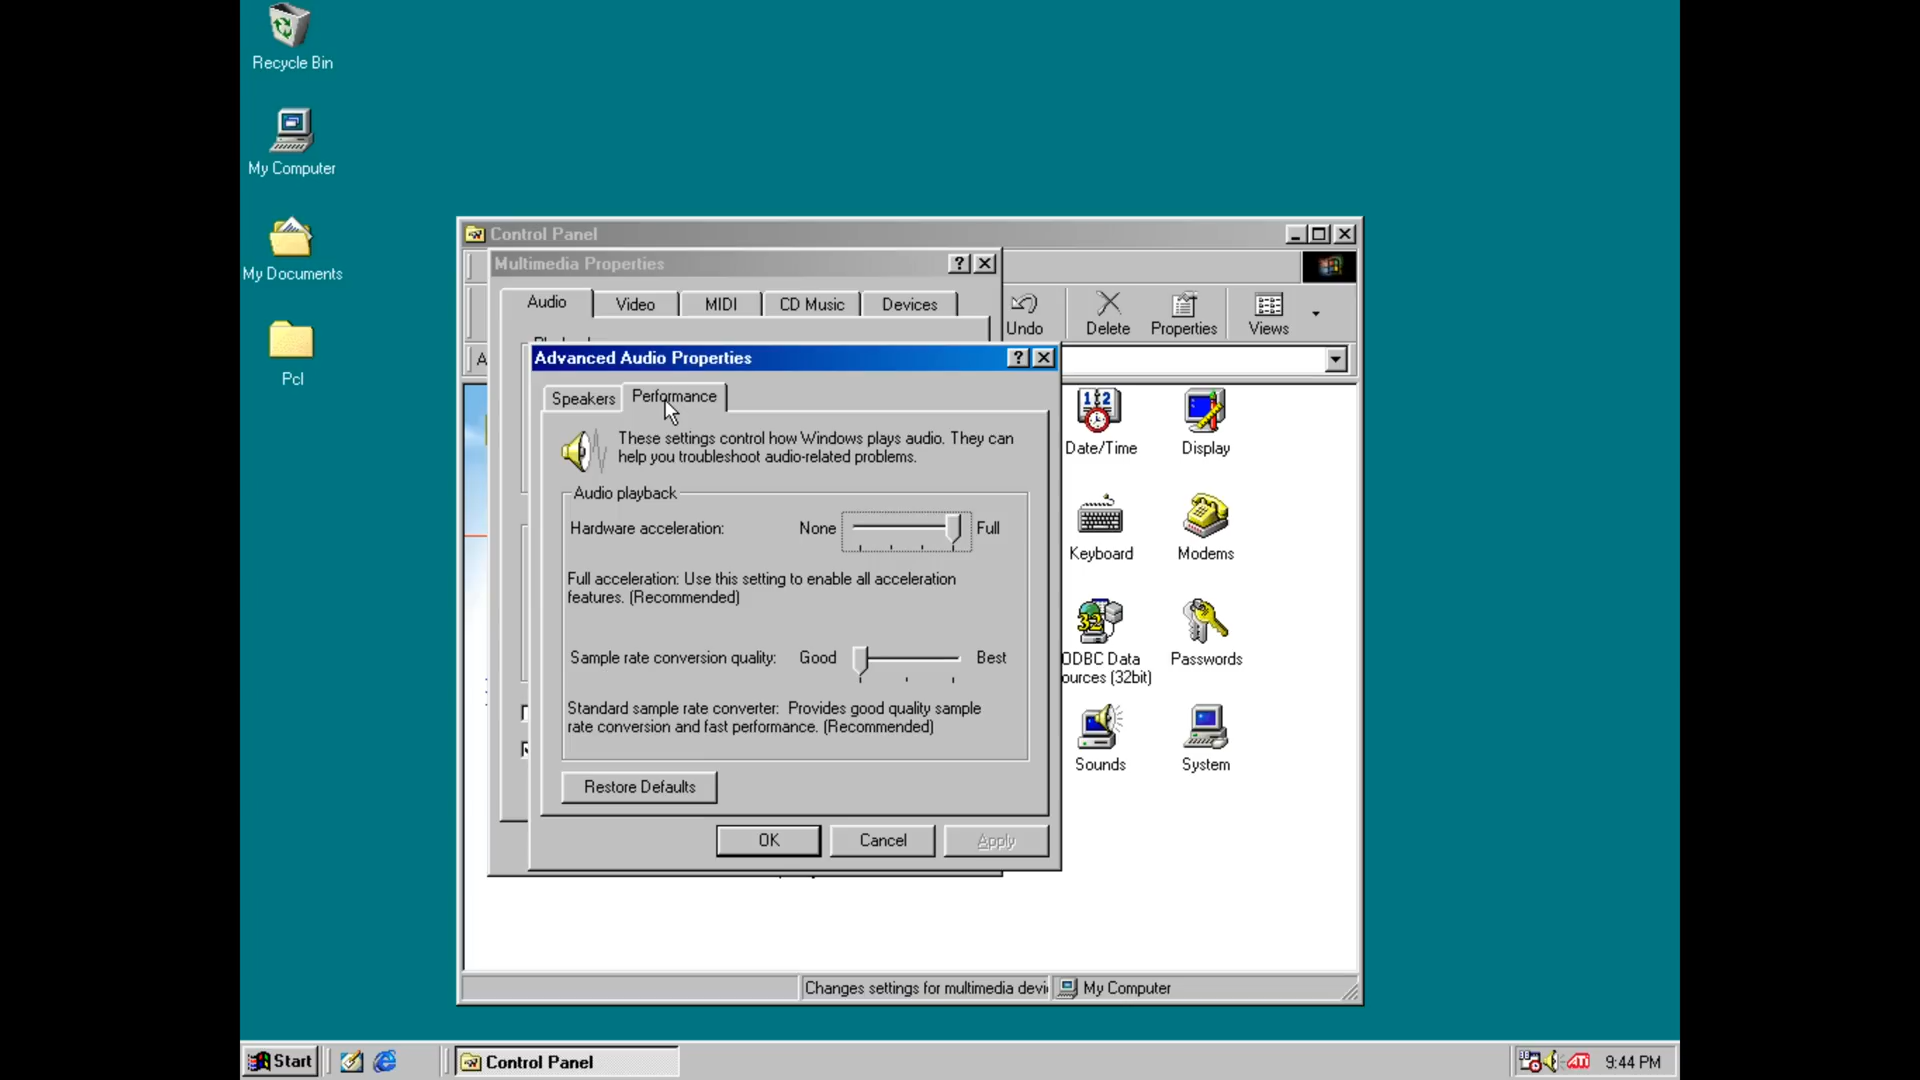 Recycle Bin
My Computer
My Documents
Pcl
Control Panel
Multimedia Properties
Audio
Video
MIDI
CD Music
Devices
Undo
Delete
Properties
Views
Advanced Audio Properties
Speakers
Performance
These settings control how Windows plays audio. They can
help you troubleshoot audio-related problems.
Audio playback
Hardware acceleration:
None
Full
Full acceleration: Use this setting to enable all acceleration
features. (Recommended)
Sample rate conversion quality:
Good
Best
Standard sample rate converter: Provides good quality sample
rate conversion and fast performance. (Recommended)
Restore Defaults
OK
Cancel
Apply
Date/Time
Display
Keyboard
Modems
ODBC Data
ources (32bit)
Passwords
Sounds
System
Changes settings for multimedia devi
My Computer
Start
Control Panel
9:44 PM